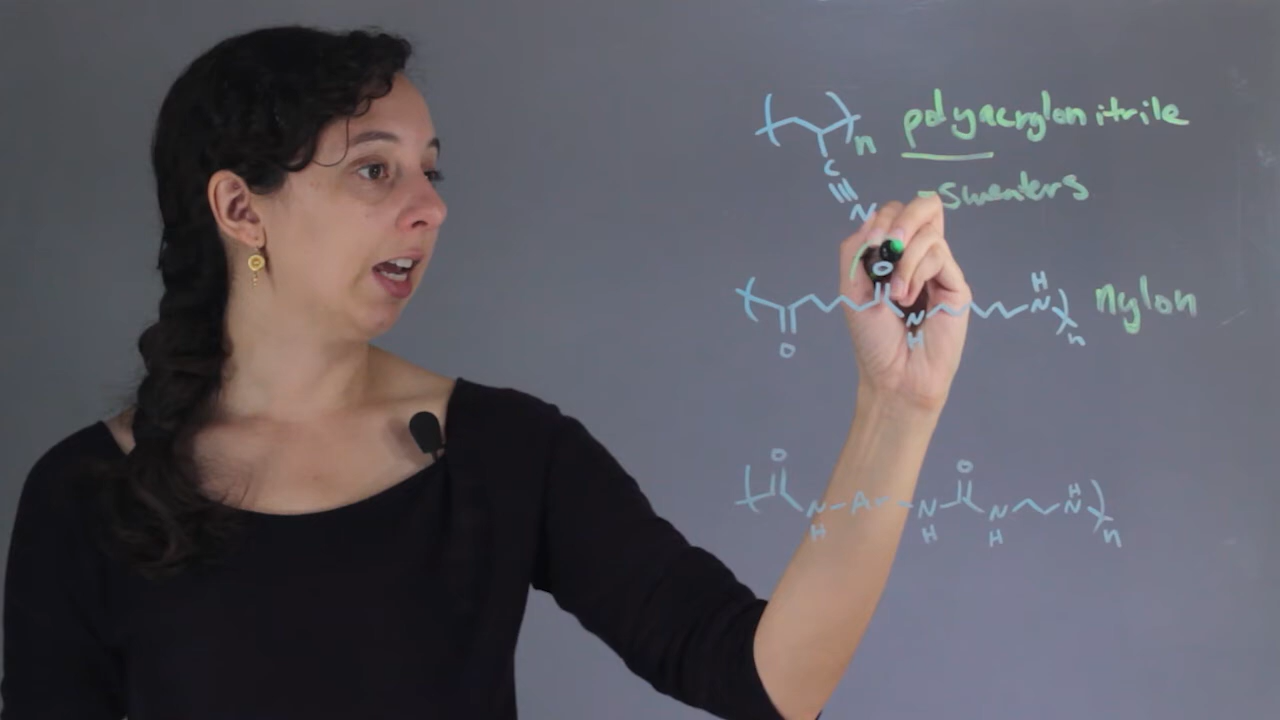 n polyacrylonitrile
C
N - sweaters
O H
N N nylon
O H n
O O
N - Ar - N N N H
H H H n